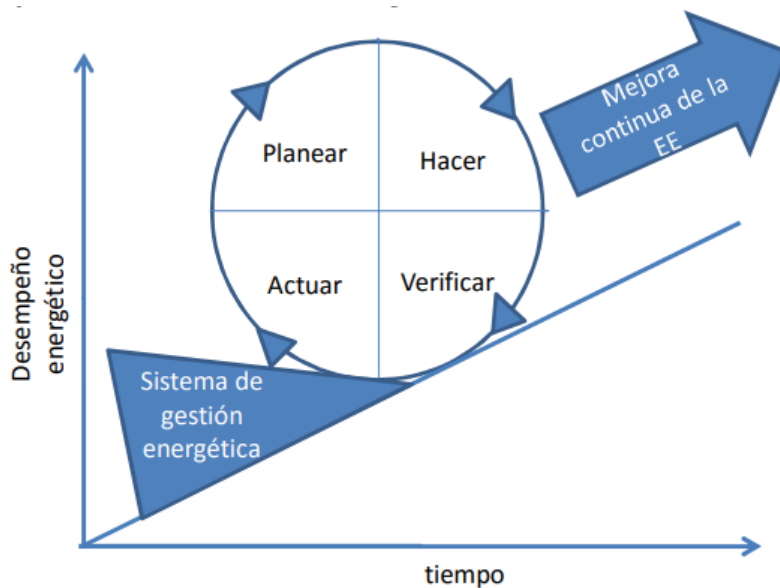 Mejora
continua de la
EE
Planear
Hacer
Actuar
Verificar
Desempeño
energético
Sistema de
gestión
energética
tiempo